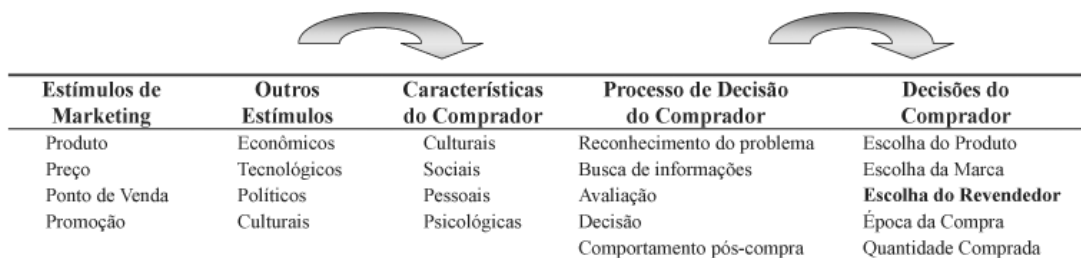 Estímulos de Marketing Outros Estímulos Características do Comprador Processo de Decisão do Comprador Decisões do Comprador
Produto Econômicos Culturais Reconhecimento do problema Escolha do Produto
Preço Tecnológicos Sociais Busca de informações Escolha da Marca
Ponto de Venda Políticos Pessoais Avaliação Escolha do Revendedor
Promoção Culturais Psicológicas Decisão Época da Compra
Comportamento pós-compra Quantidade Comprada